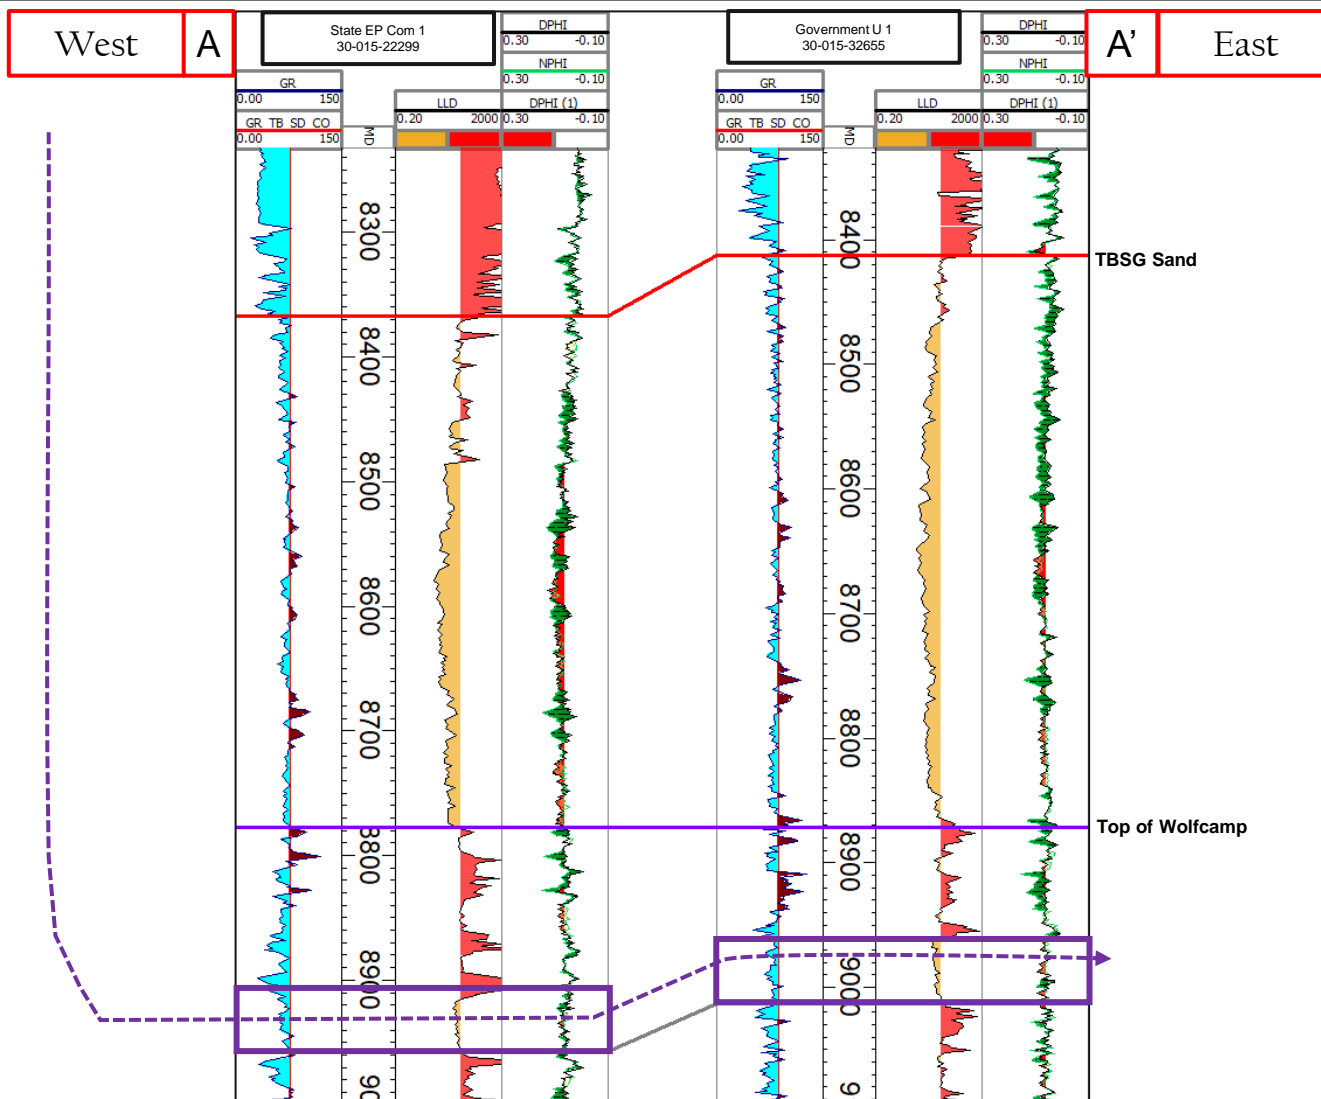 West A
State EP Com 1
30-015-22299
DPHI
0.30 -0.10
NPHI
0.30 -0.10
GR
0.00 150
LLD
0.20 2000
DPHI (1)
0.30 -0.10
GR TB SD CO
0.00 150
MD
Government U 1
30-015-32655
DPHI
0.30 -0.10
NPHI
0.30 -0.10
GR
0.00 150
LLD
0.20 2000
DPHI (1)
0.30 -0.10
GR TB SD CO
0.00 150
MD
A' East
8300
8400
8500
8600
8700
8800
8900
90
8400
8500
8600
8700
8800
8900
9000
9
TBSG Sand
Top of Wolfcamp